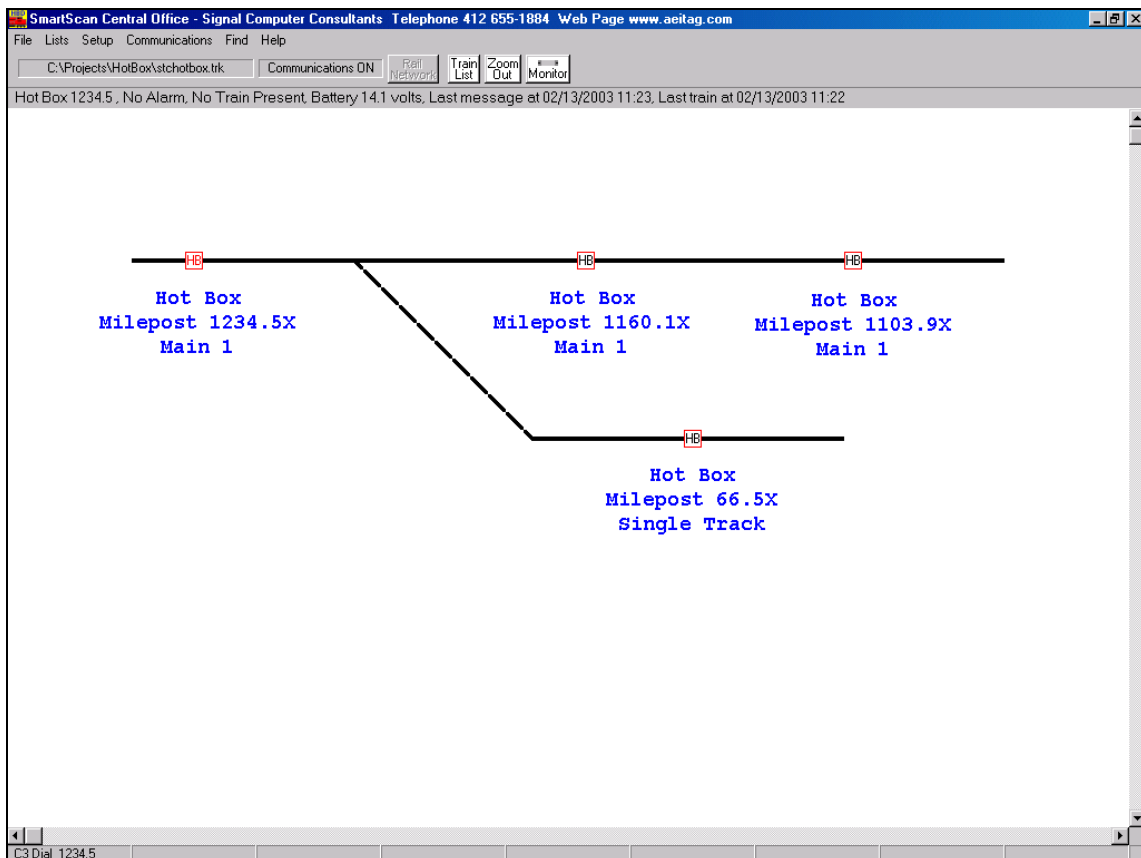 SmartScan Central Office - Signal Computer Consultants Telephone 412 655-1884 Web Page www.aeitag.com
File Lists Setup Communications Find Help
C:\Projects\HotBox\stchotbox.trk Communications ON Rail Network Train List Zoom Out Monitor
Hot Box 1234.5 , No Alarm, No Train Present, Battery 14.1 volts, Last message at 02/13/2003 11:23, Last train at 02/13/2003 11:22
HB HB HB
Hot Box
Milepost 1234.5X
Main 1
Hot Box
Milepost 1160.1X
Main 1
Hot Box
Milepost 1103.9X
Main 1
HB
Hot Box
Milepost 66.5X
Single Track
C3 Dial 1234.5